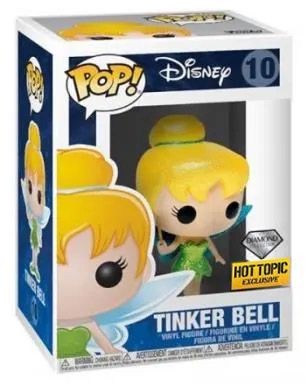 POP!
Disney
10
DIAMOND
COLLECTION
HOT TOPIC
EXCLUSIVE
TINKER BELL
VINYL FIGURE / FIGURINE EN VINYLE /
FIGURA DE VINIL